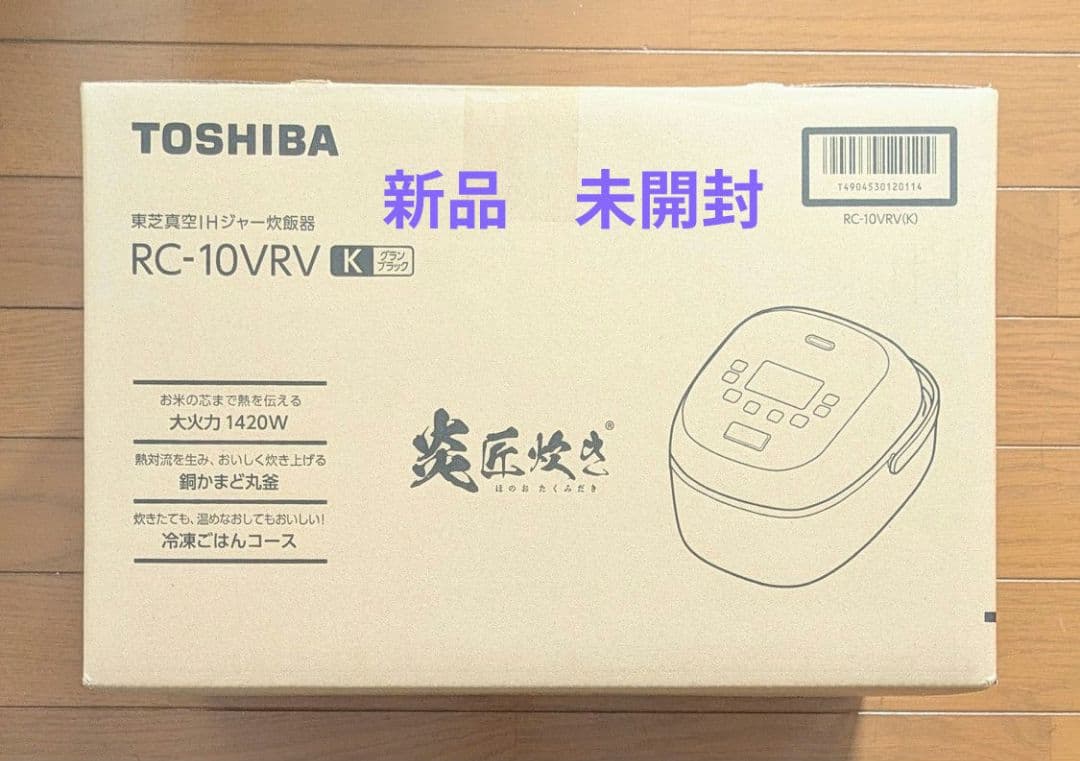 TOSHIBA
新品 未開封
T4904530120114
RC-10VRV(K)
東芝真空IHジャー炊飯器
RC-10VRV K グランブラック
お米の芯まで熱を伝える
大火力1420W
熱対流を生み、おいしく炊き上げる
銅かまど丸釜
炊きたても、温めなおしてもおいしい!
冷凍ごはんコース
炎匠炊き®
ほのおたくみだき